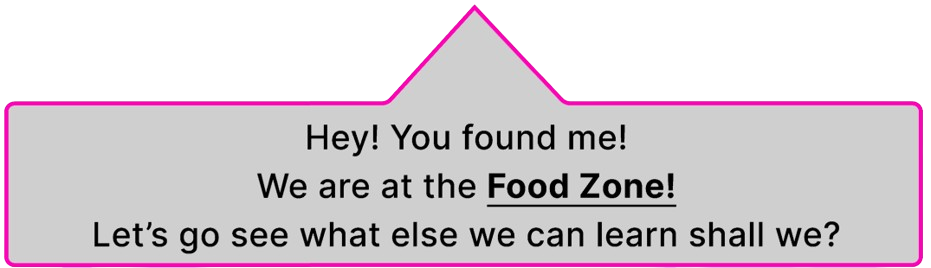 Hey! You found me!
We are at the Food Zone!
Let’s go see what else we can learn shall we?